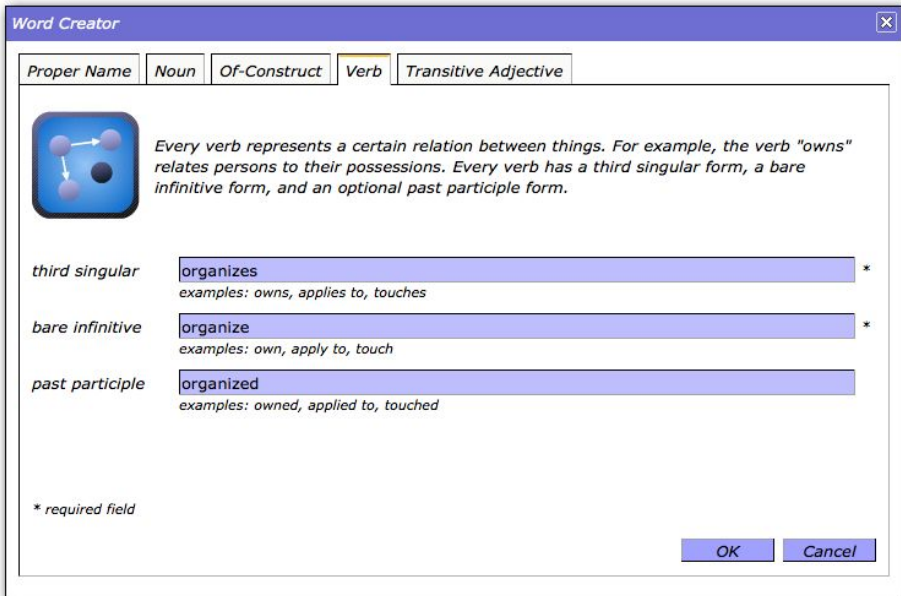 Word Creator
Proper Name Noun Of-Construct Verb Transitive Adjective
Every verb represents a certain relation between things. For example, the verb "owns"
relates persons to their possessions. Every verb has a third singular form, a bare
infinitive form, and an optional past participle form.
third singular organizes *
examples: owns, applies to, touches
bare infinitive organize *
examples: own, apply to, touch
past participle organized
examples: owned, applied to, touched
* required field
OK Cancel